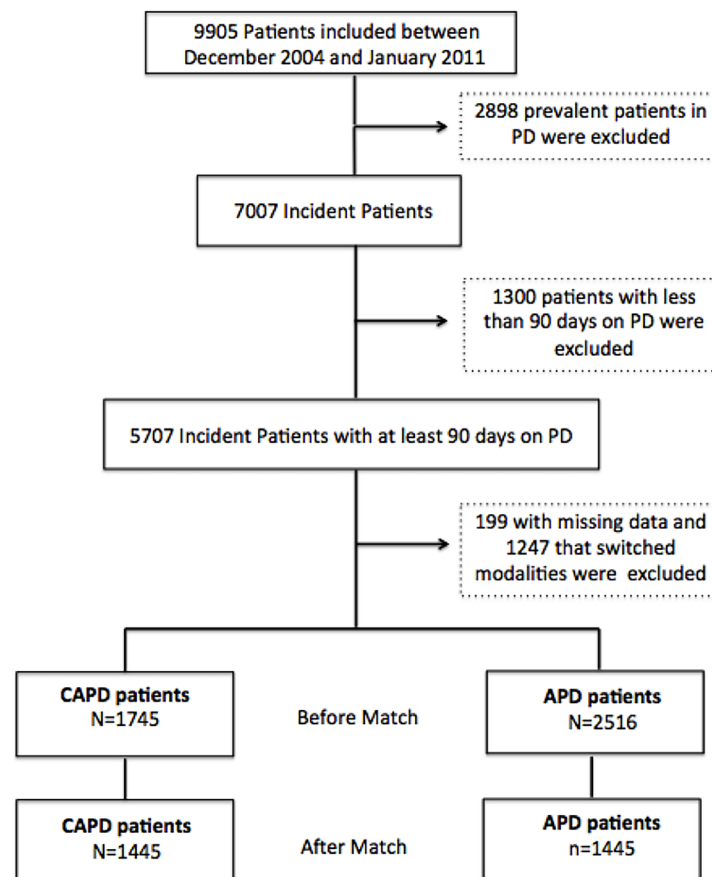 9905 Patients included between
December 2004 and January 2011
2898 prevalent patients in
PD were excluded
7007 Incident Patients
1300 patients with less
than 90 days on PD were
excluded
5707 Incident Patients with at least 90 days on PD
199 with missing data and
1247 that switched
modalities were excluded
CAPD patients
N=1745
Before Match
APD patients
N=2516
CAPD patients
N=1445
After Match
APD patients
n=1445